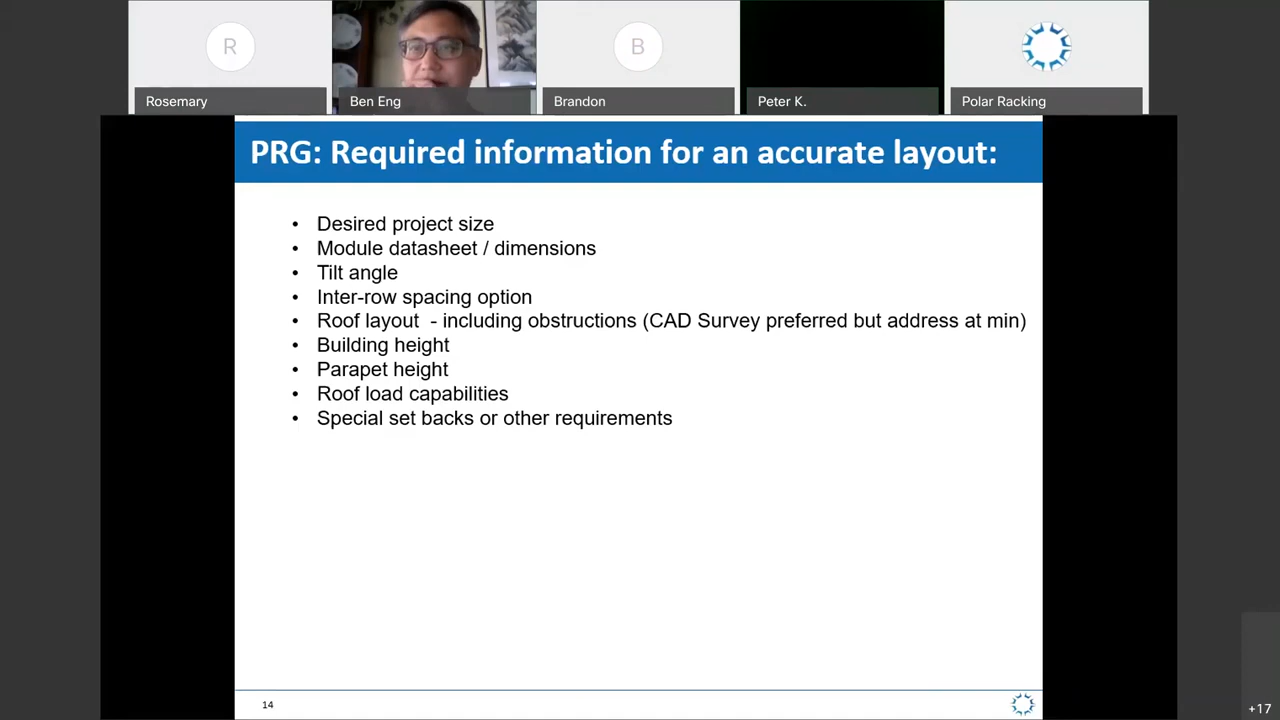 R
B
Rosemary
Ben Eng
Brandon
Peter K.
Polar Racking
PRG: Required information for an accurate layout:
• Desired project size
• Module datasheet / dimensions
• Tilt angle
• Inter-row spacing option
• Roof layout - including obstructions (CAD Survey preferred but address at min)
• Building height
• Parapet height
• Roof load capabilities
• Special set backs or other requirements
14
+17